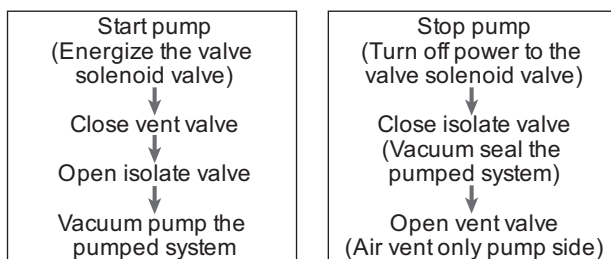 Start pump
(Energize the valve
solenoid valve)
Close vent valve
Open isolate valve
Vacuum pump the
pumped system
Stop pump
(Turn off power to the
valve solenoid valve)
Close isolate valve
(Vacuum seal the
pumped system)
Open vent valve
(Air vent only pump side)